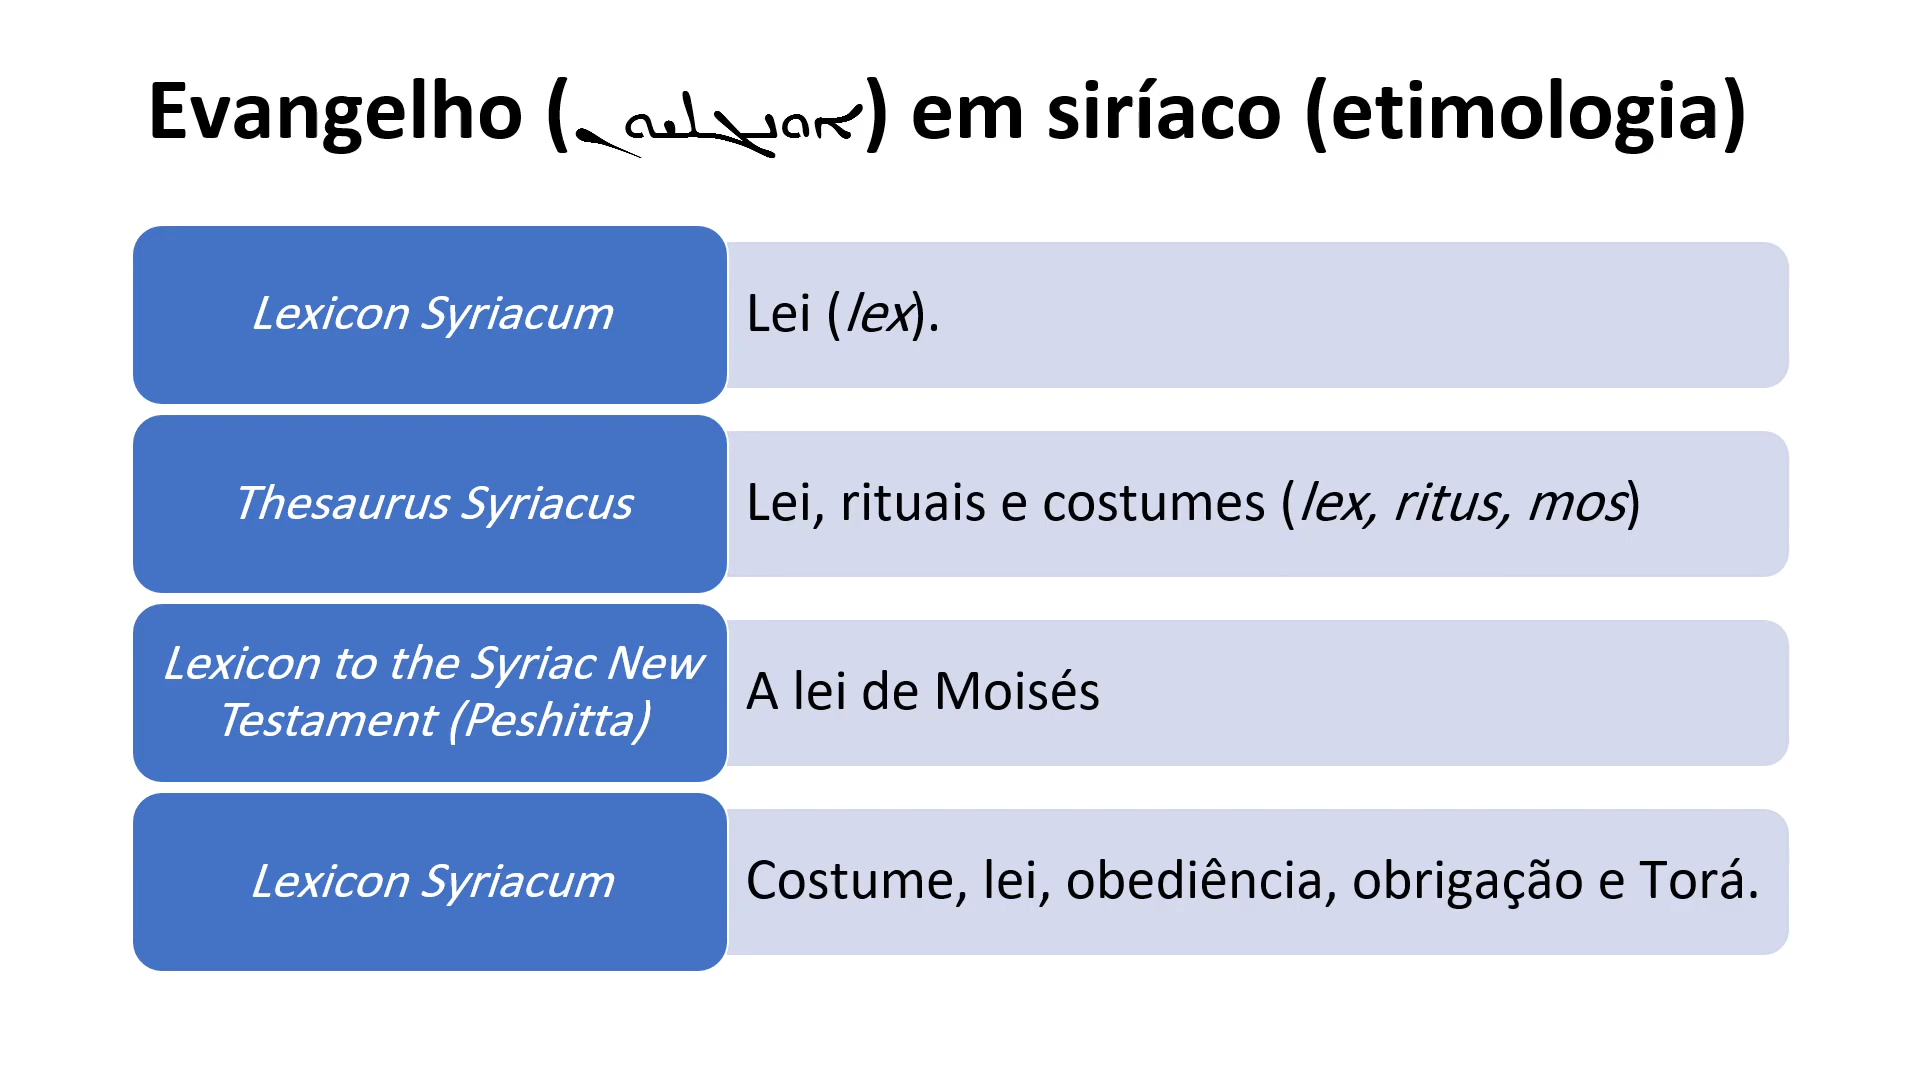 Evangelho (ܐܘܢܓܠܝܘܢ) em siríaco (etimologia)
Lexicon Syriacum
Lei (lex).
Thesaurus Syriacus
Lei, rituais e costumes (lex, ritus, mos)
Lexicon to the Syriac New
Testament (Peshitta)
A lei de Moisés
Lexicon Syriacum
Costume, lei, obediência, obrigação e Torá.